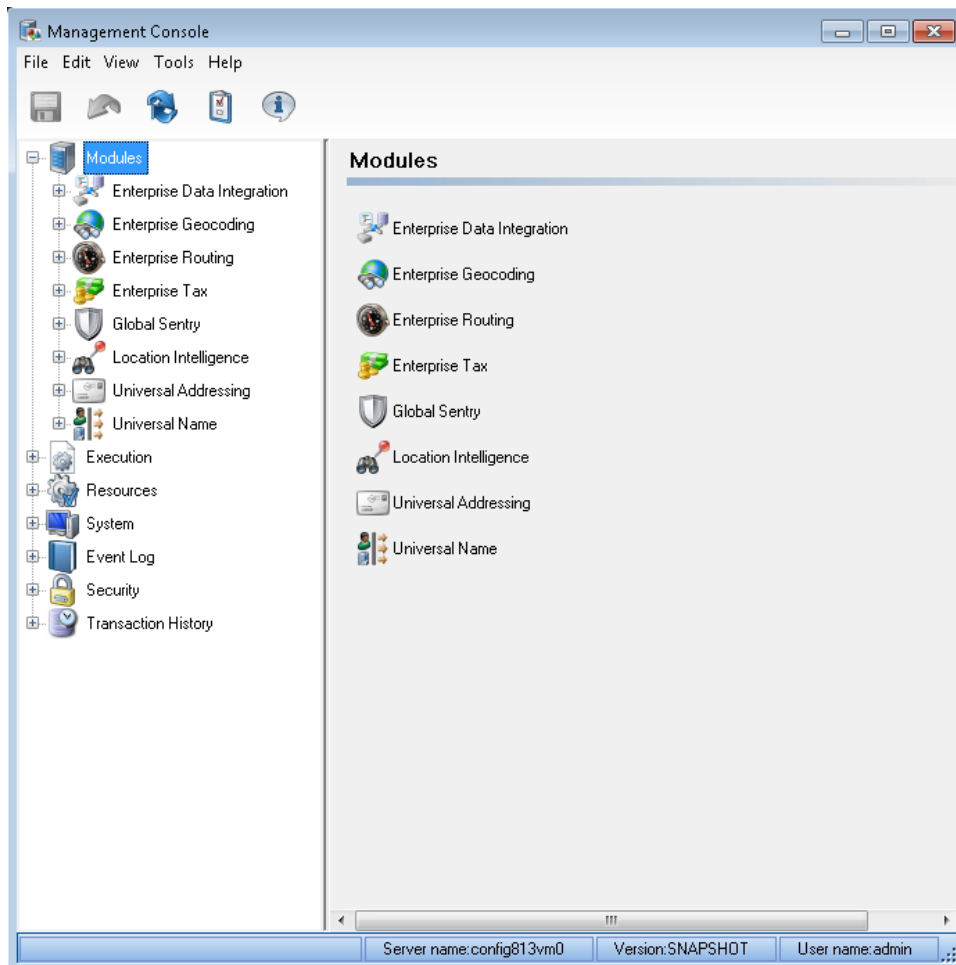 Management Console
File Edit View Tools Help
Modules
Enterprise Data Integration
Enterprise Geocoding
Enterprise Routing
Enterprise Tax
Global Sentry
Location Intelligence
Universal Addressing
Universal Name
Execution
Resources
System
Event Log
Security
Transaction History
Modules
Enterprise Data Integration
Enterprise Geocoding
Enterprise Routing
Enterprise Tax
Global Sentry
Location Intelligence
Universal Addressing
Universal Name
Server name:config813vm0 Version:SNAPSHOT User name:admin